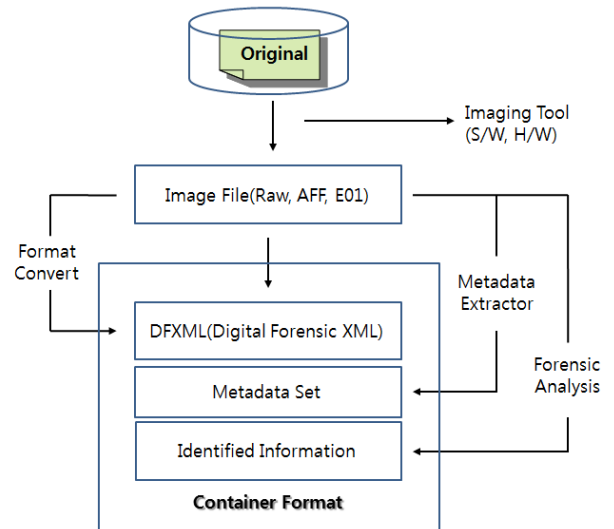 Original
Imaging Tool
(S/W, H/W)
Image File(Raw, AFF, E01)
Format
Convert
Metadata
Extractor
DFXML(Digital Forensic XML)
Forensic
Analysis
Metadata Set
Identified Information
Container Format